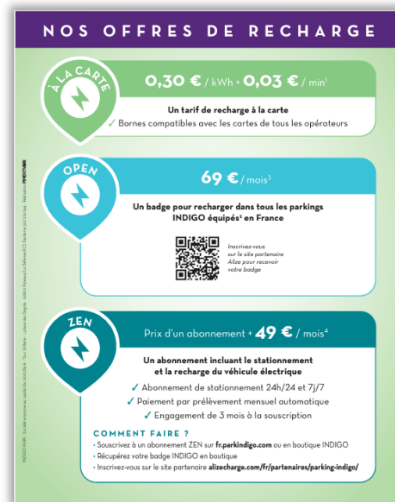 NOS OFFRES DE RECHARGE
À LA CARTE
0,30 € / kWh + 0,03 € / min¹
Un tarif de recharge à la carte
✓ Bornes compatibles avec les cartes de tous les opérateurs
OPEN
69 € / mois³
Un badge pour recharger dans tous les parkings
INDIGO équipés² en France
Inscrivez-vous
sur le site partenaire
Alize pour recevoir
votre badge
ZEN
Prix d'un abonnement + 49 € / mois⁴
Un abonnement incluant le stationnement
et la recharge du véhicule électrique
✓ Abonnement de stationnement 24h/24 et 7j/7
✓ Paiement par prélèvement mensuel automatique
✓ Engagement de 3 mois à la souscription
COMMENT FAIRE ?
• Souscrivez à un abonnement ZEN sur fr.parkindigo.com ou en boutique INDIGO
• Récupérez votre badge INDIGO en boutique
• Inscrivez-vous sur le site partenaire alizecharge.com/fr/partenaires/parking-indigo/